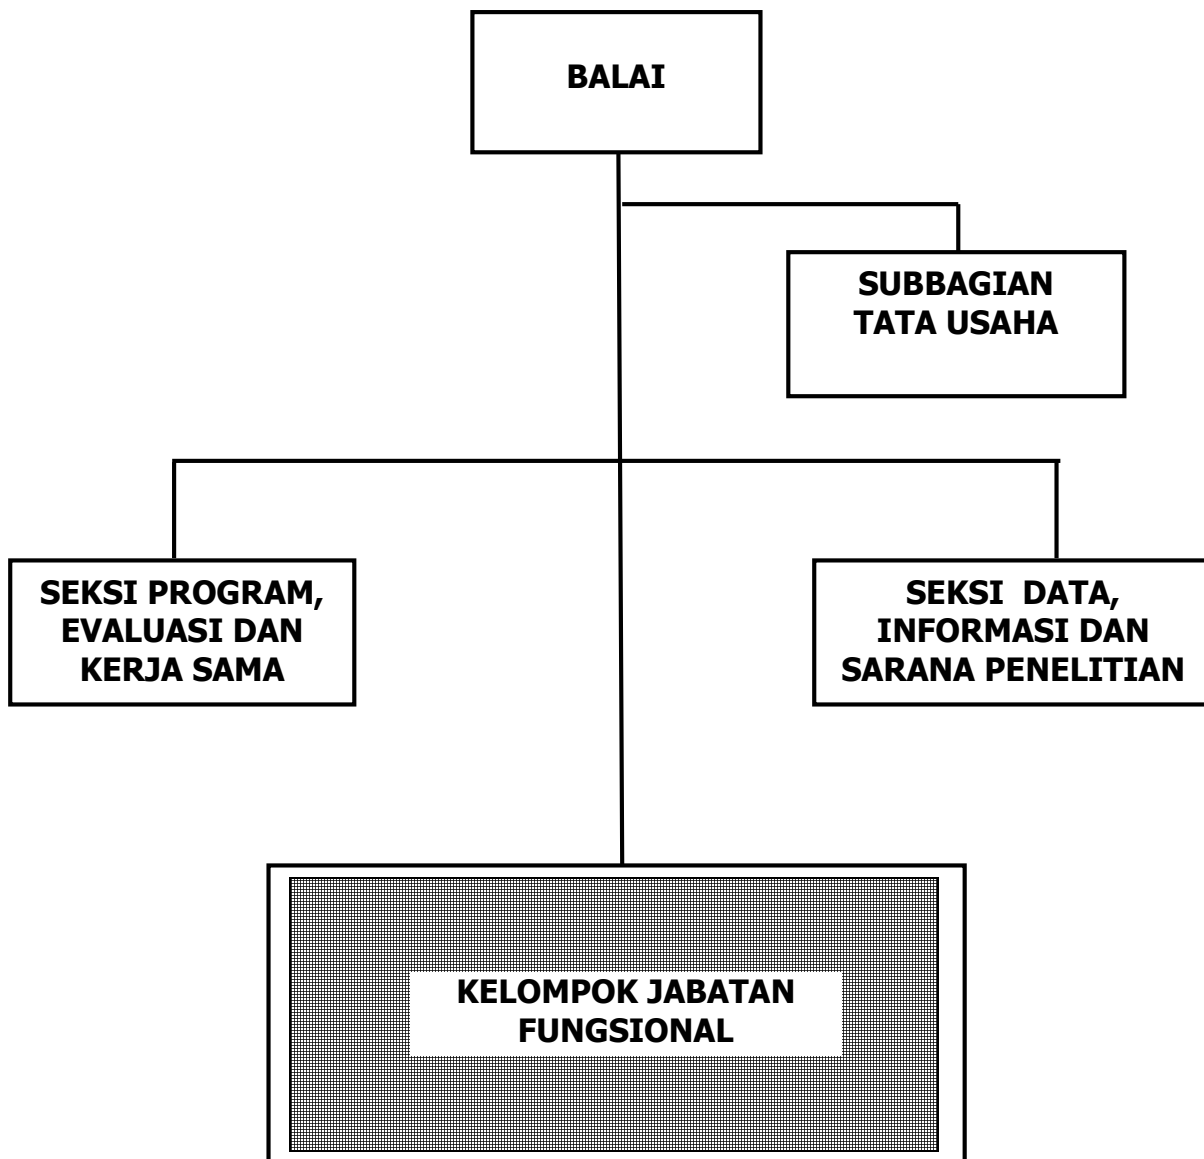 BALAI
SUBBAGIAN
TATA USAHA
SEKSI PROGRAM,
EVALUASI DAN
KERJA SAMA
SEKSI  DATA,
INFORMASI DAN
SARANA PENELITIAN
KELOMPOK JABATAN
FUNGSIONAL